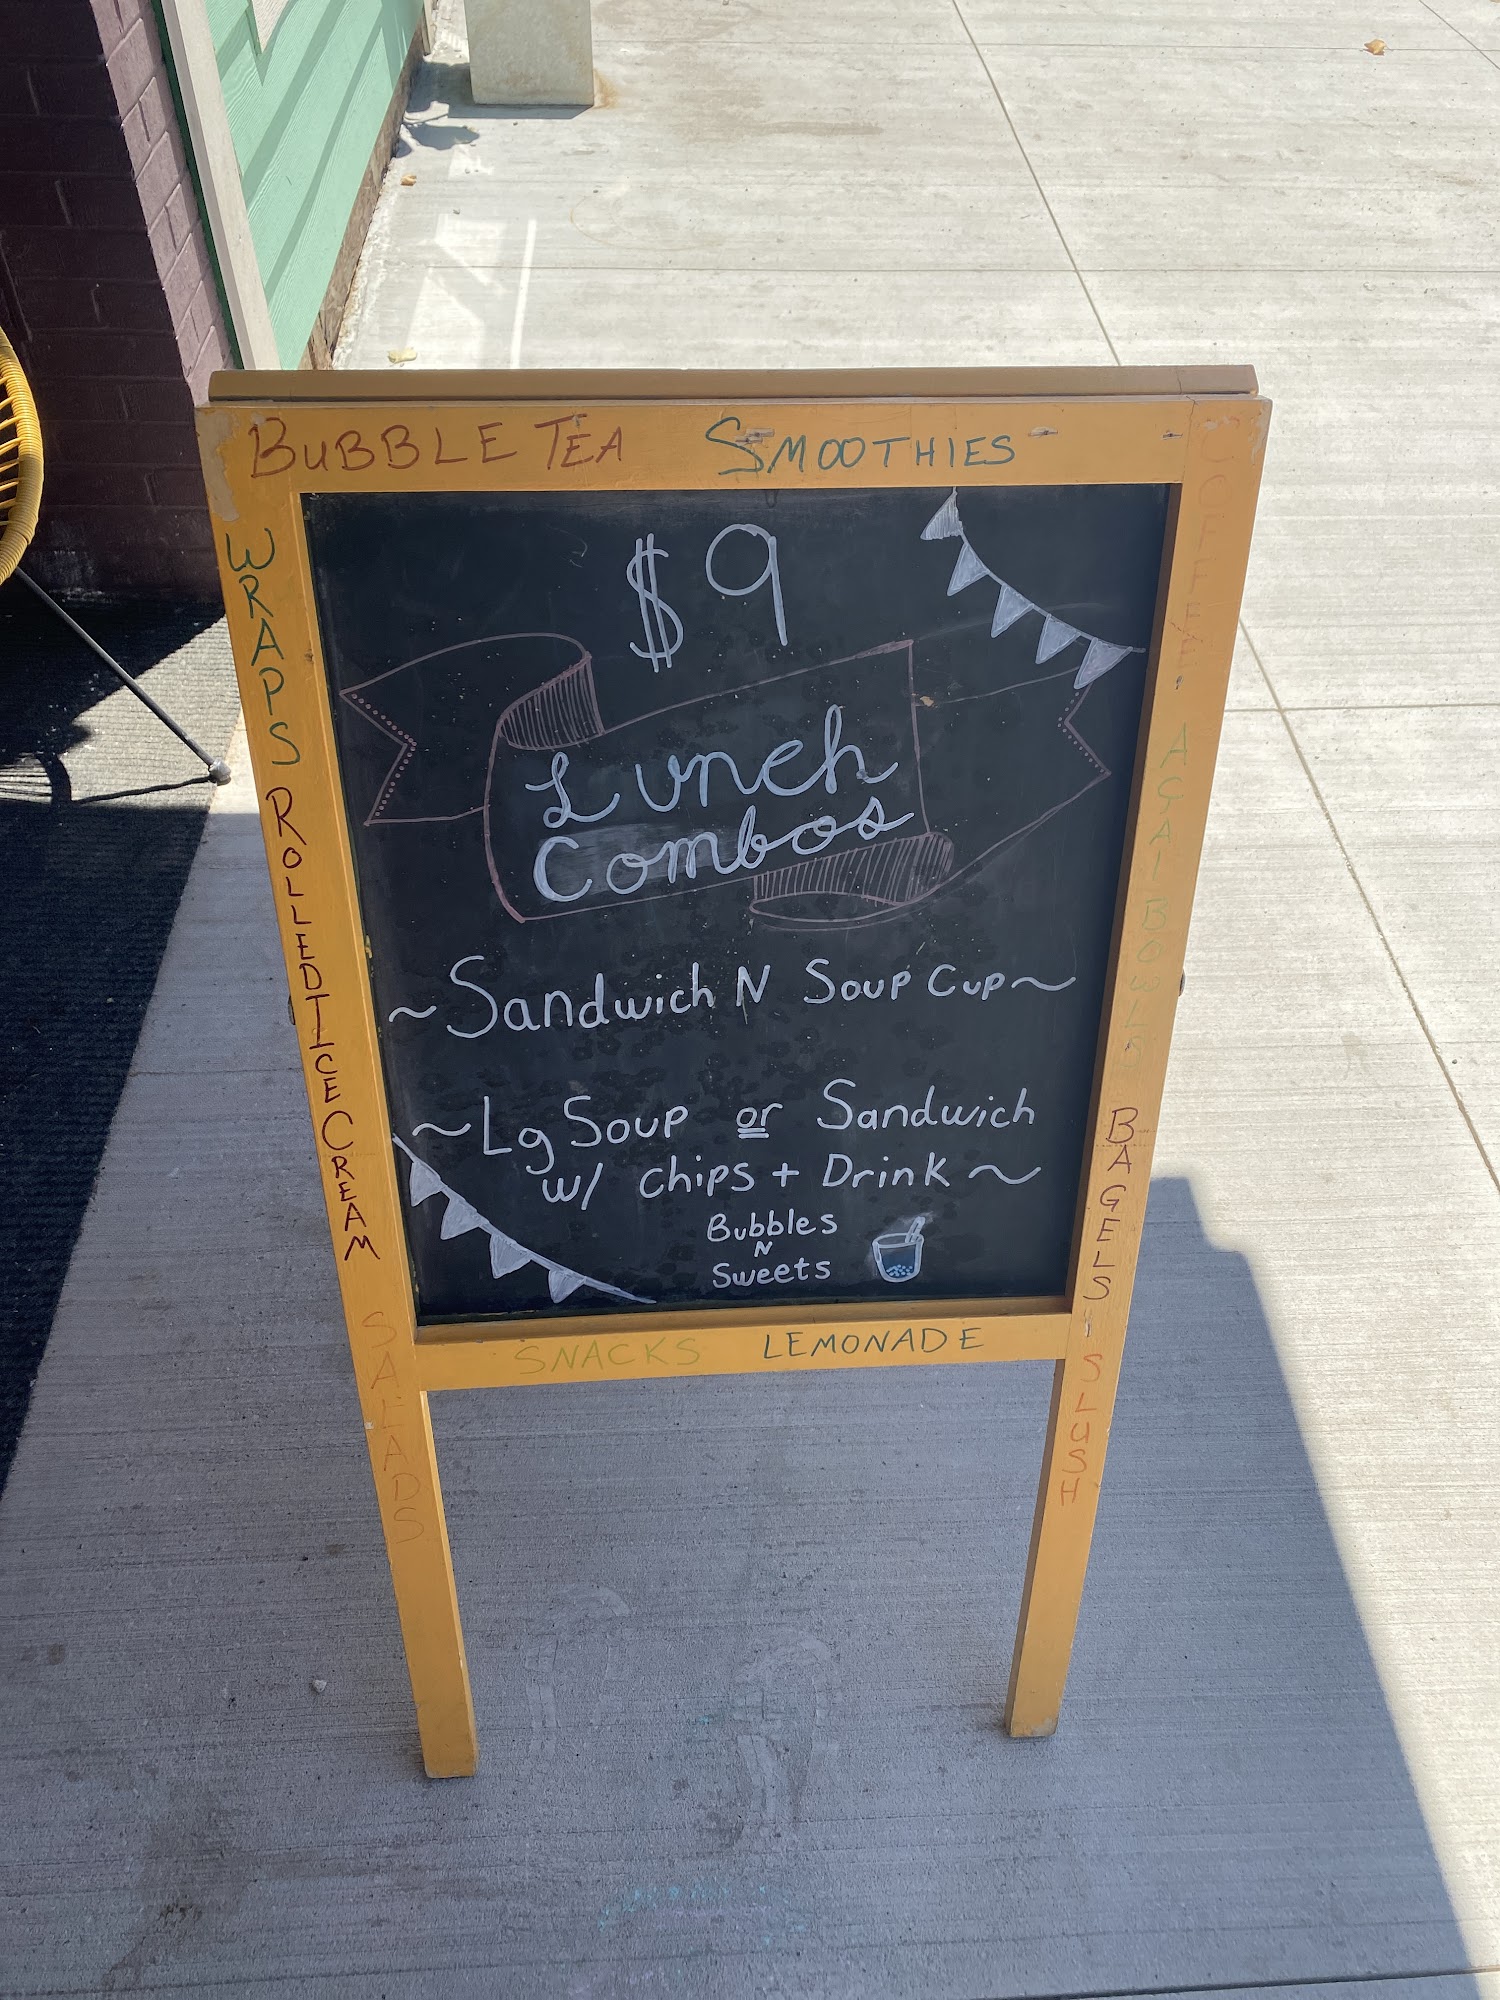 BUBBLE TEA SMOOTHIES
WRAPS ROLLED ICE CREAM SALADS
$9
Lunch
Combos
~Sandwich N Soup Cup~
~Lg Soup or Sandwich
w/ chips + Drink~
Bubbles
N
Sweets
COFFEE AÇAI BOWLS BAGELS SLUSH
SNACKS LEMONADE